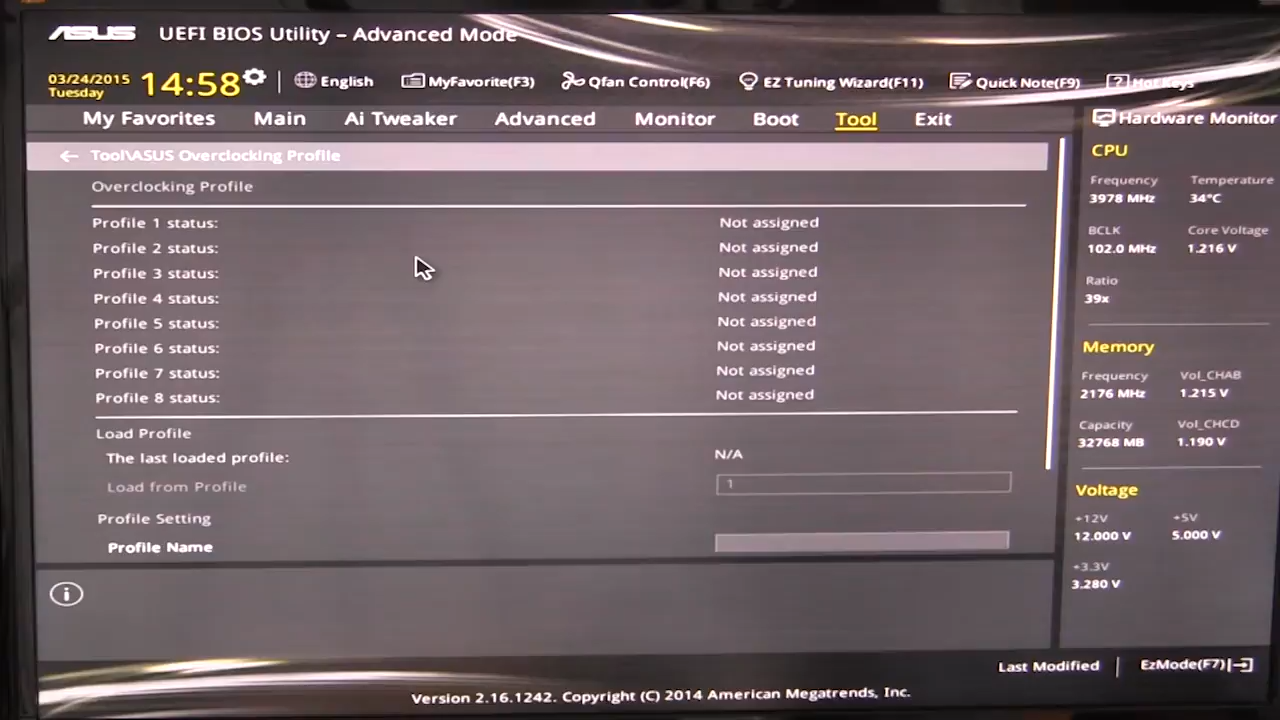 ASUS UEFI BIOS Utility – Advanced Mode
03/24/2015 Tuesday 14:58 English MyFavorite(F3) Qfan Control(F6) EZ Tuning Wizard(F11) Quick Note(F9) Hot Keys
My Favorites Main Ai Tweaker Advanced Monitor Boot Tool Exit
Hardware Monitor
← Tool\ASUS Overclocking Profile
Overclocking Profile
Profile 1 status: Not assigned
Profile 2 status: Not assigned
Profile 3 status: Not assigned
Profile 4 status: Not assigned
Profile 5 status: Not assigned
Profile 6 status: Not assigned
Profile 7 status: Not assigned
Profile 8 status: Not assigned
Load Profile
The last loaded profile: N/A
Load from Profile 1
Profile Setting
Profile Name
CPU
Frequency Temperature
3978 MHz 34°C
BCLK Core Voltage
102.0 MHz 1.216 V
Ratio
39x
Memory
Frequency Vol_CHAB
2176 MHz 1.215 V
Capacity Vol_CHCD
32768 MB 1.190 V
Voltage
+12V +5V
12.000 V 5.000 V
+3.3V
3.280 V
Last Modified EzMode(F7)
Version 2.16.1242. Copyright (C) 2014 American Megatrends, Inc.